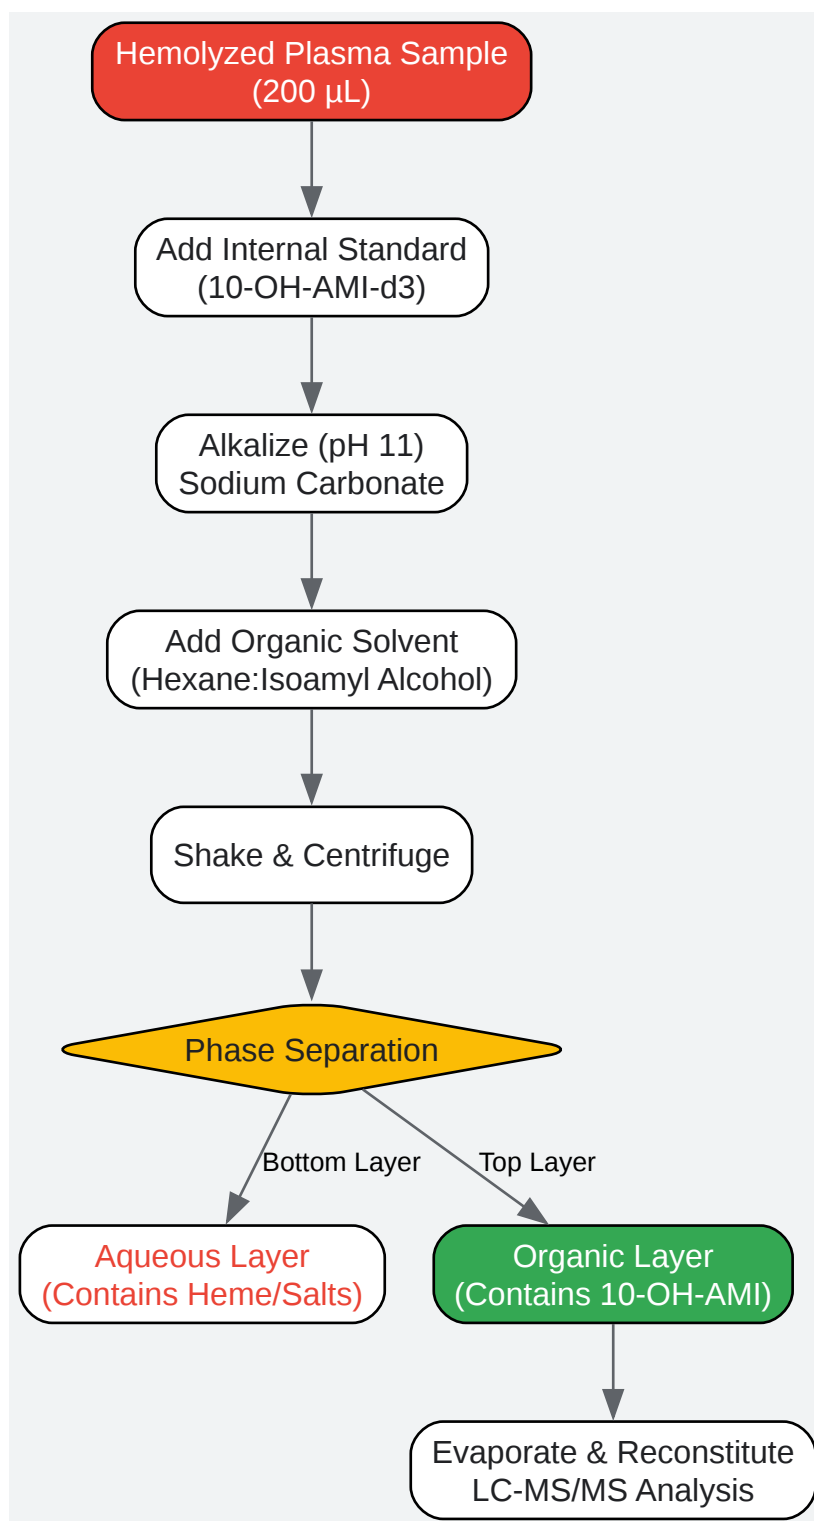 Hemolyzed Plasma Sample
(200 µL)
Add Internal Standard
(10-OH-AMI-d3)
Alkalize (pH 11)
Sodium Carbonate
Add Organic Solvent
(Hexane:Isoamyl Alcohol)
Shake & Centrifuge
Phase Separation
Bottom Layer
Top Layer
Aqueous Layer
(Contains Heme/Salts)
Organic Layer
(Contains 10-OH-AMI)
Evaporate & Reconstitute
LC-MS/MS Analysis